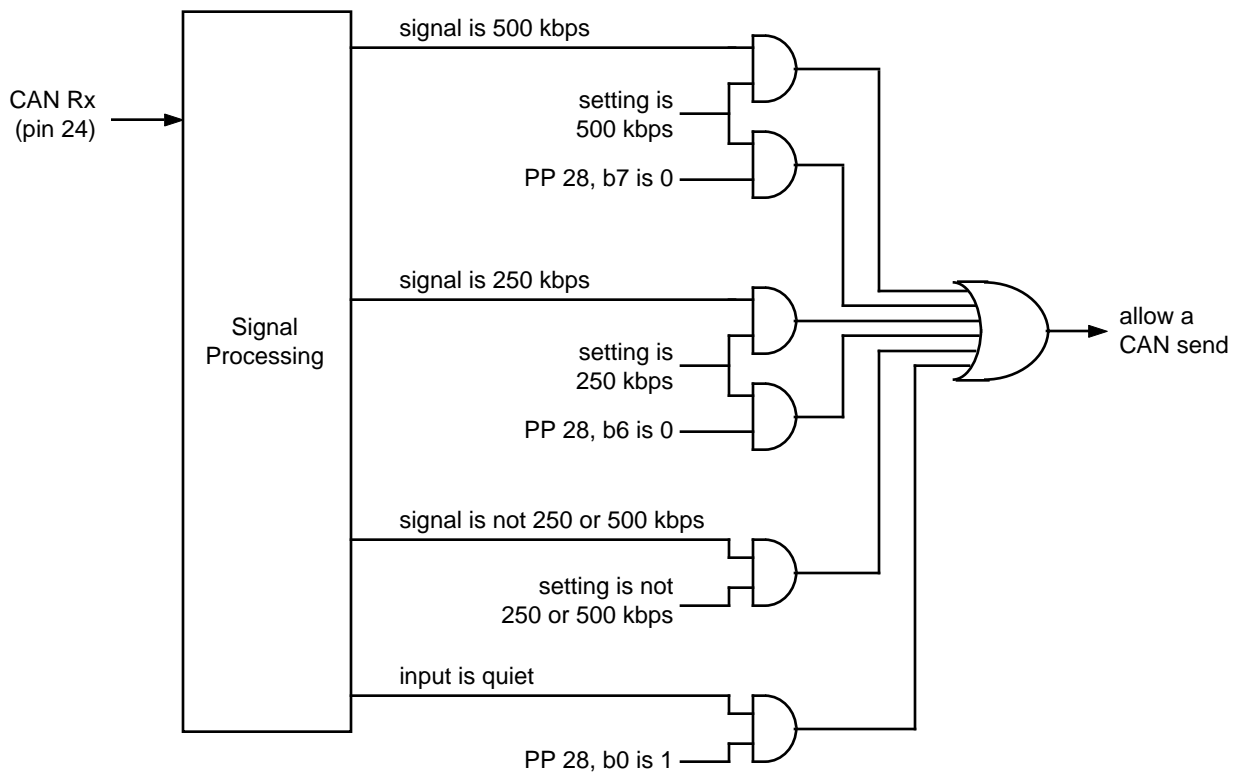 signal is 500 kbps
CAN Rx
(pin 24)
setting is
500 kbps
PP 28, b7 is 0
signal is 250 kbps
Signal
Processing
allow a
CAN send
setting is
250 kbps
PP 28, b6 is 0
signal is not 250 or 500 kbps
setting is not
250 or 500 kbps
input is quiet
PP 28, b0 is 1